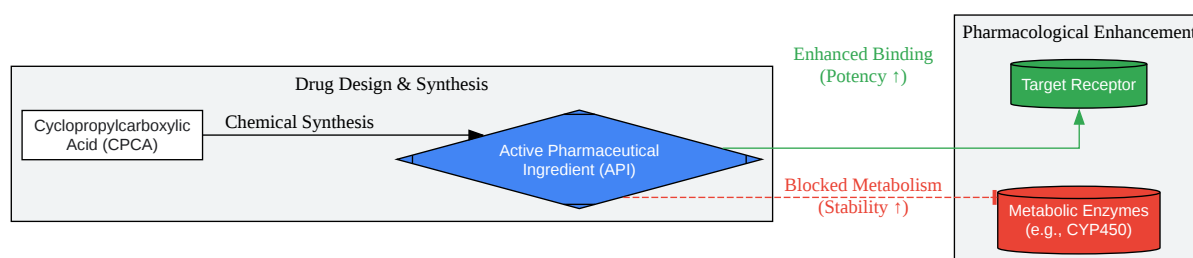 Drug Design & Synthesis
Cyclopropylcarboxylic
Acid (CPCA)
Chemical Synthesis
Active Pharmaceutical
Ingredient (API)
Enhanced Binding
(Potency ↑)
Blocked Metabolism
(Stability ↑)
Pharmacological Enhancement
Target Receptor
Metabolic Enzymes
(e.g., CYP450)